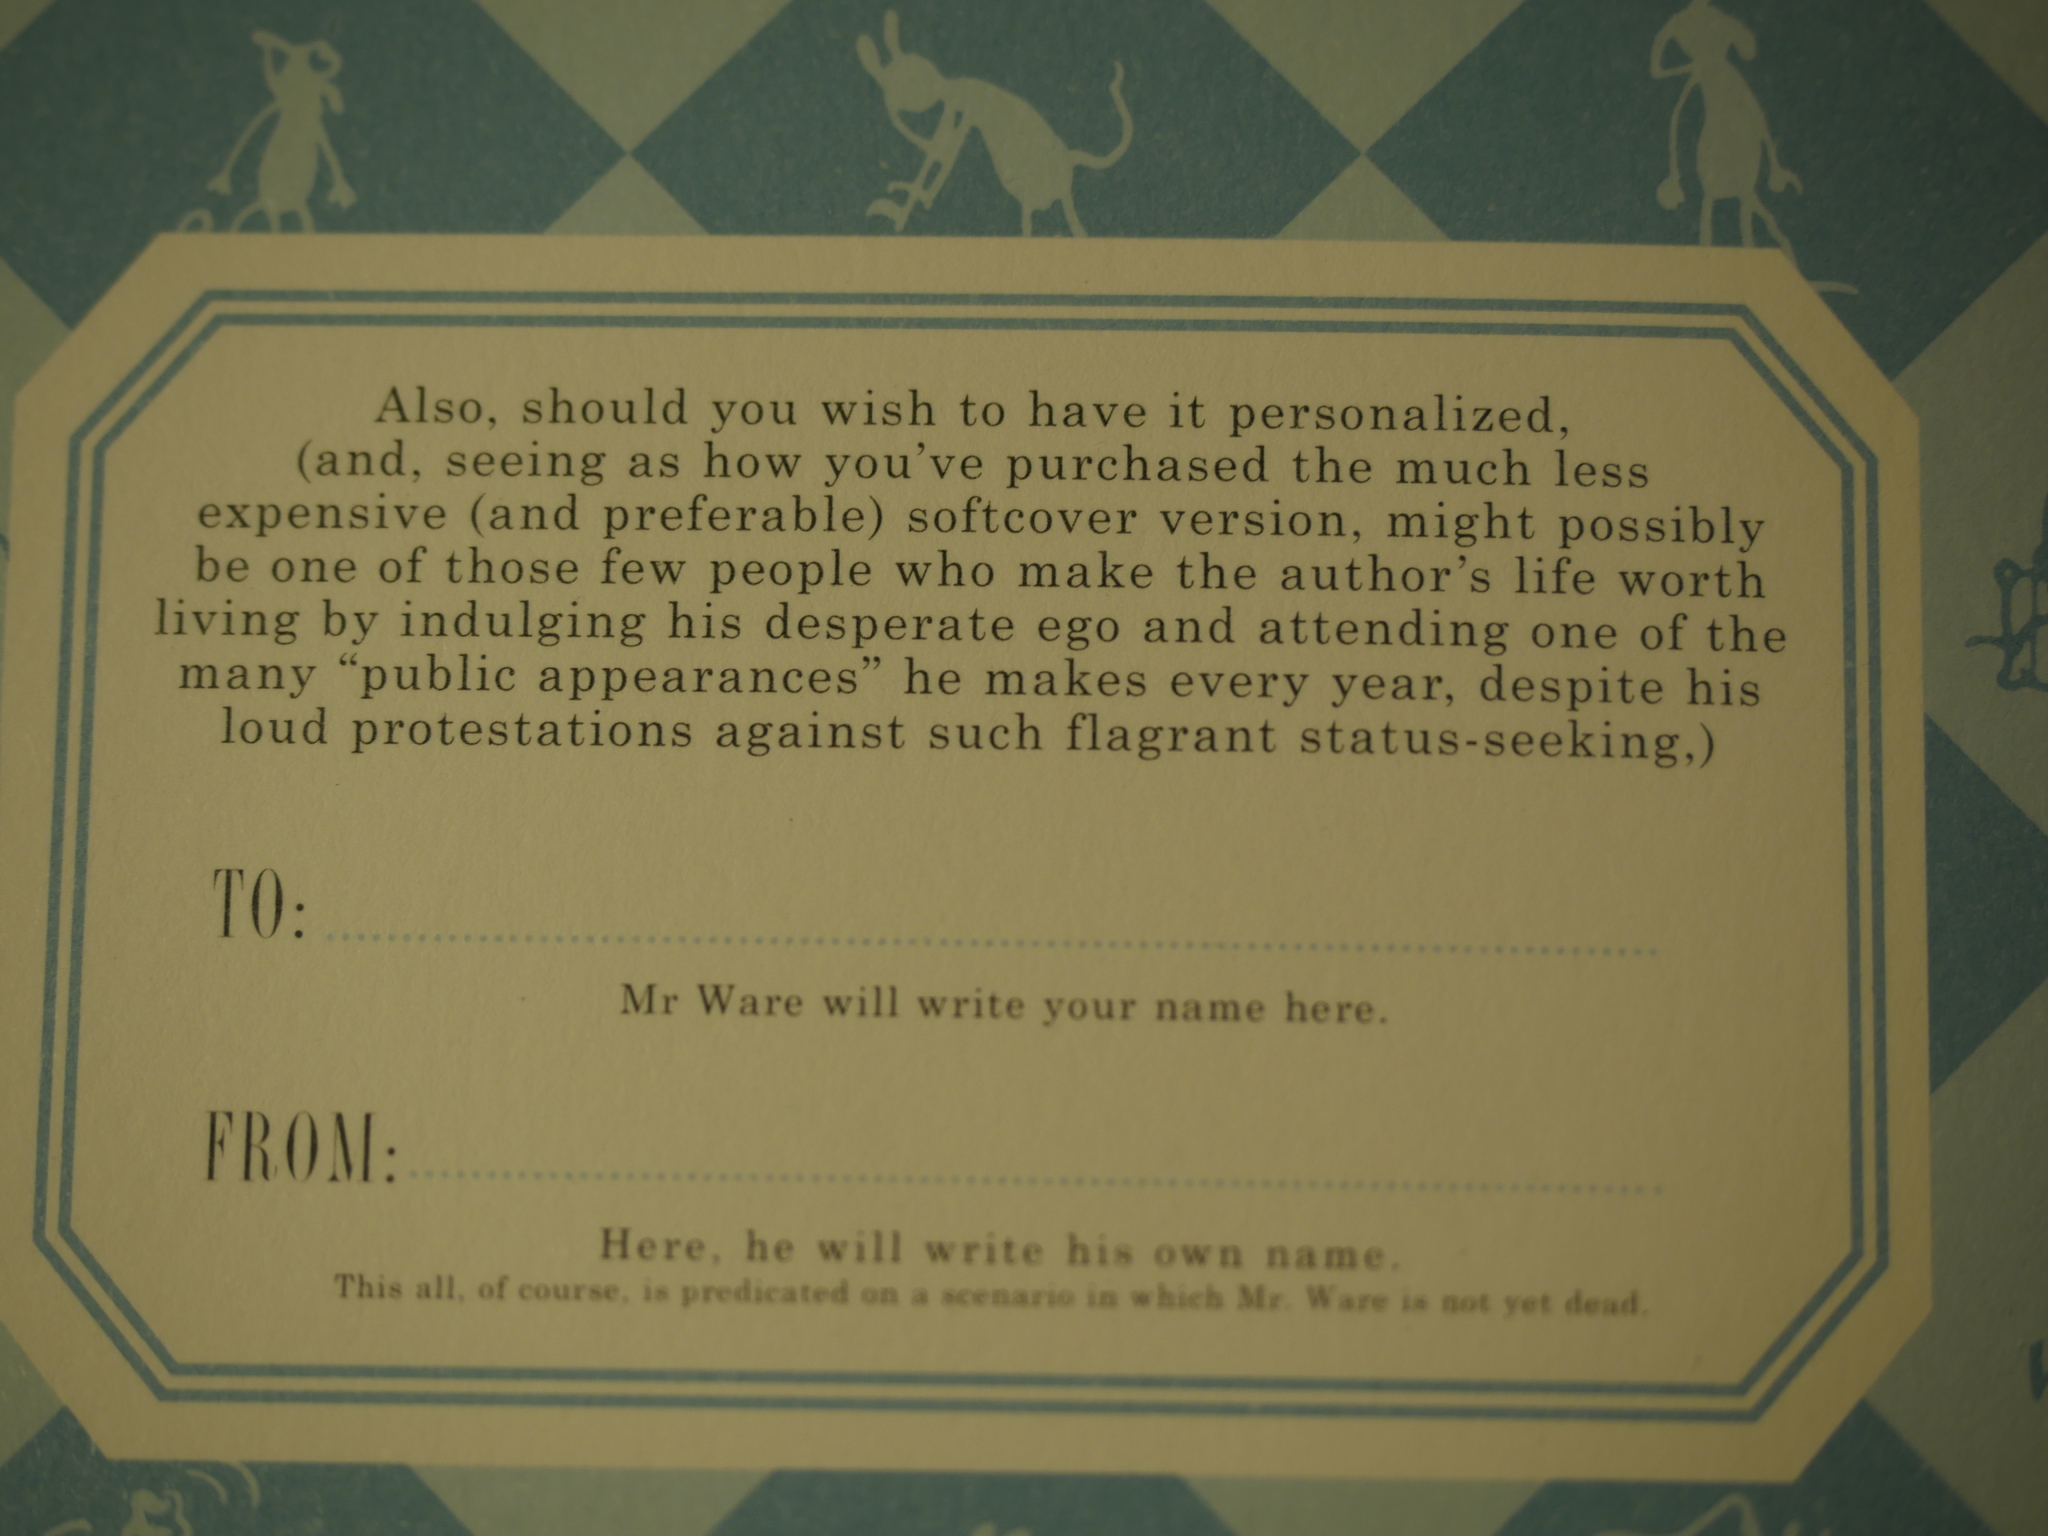 Also, should you wish to have it personalized,
(and, seeing as how you've purchased the much less
expensive (and preferable) softcover version, might possibly
be one of those few people who make the author's life worth
living by indulging his desperate ego and attending one of the
many “public appearances” he makes every year, despite his
loud protestations against such flagrant status-seeking,)
TO:
Mr Ware will write your name here.
FROM:
Here, he will write his own name.
This all, of course, is predicated on a scenario in which Mr. Ware is not yet dead.